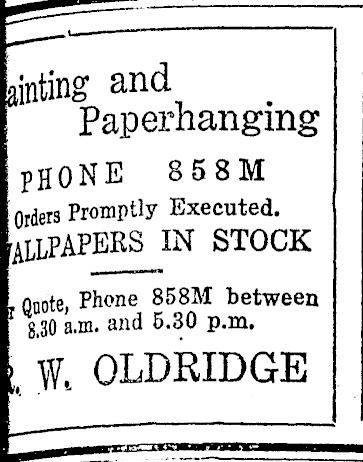 ainting and
Paperhanging
PHONE 858M
Orders Promptly Executed.
WALLPAPERS IN STOCK
Quote, Phone 858M between
8.30 a.m. and 5.30 p.m.
W. OLDRIDGE